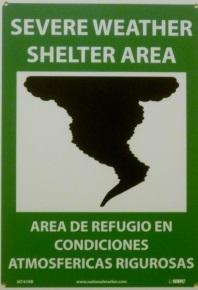 SEVERE WEATHER
SHELTER AREA
AREA DE REFUGIO EN
CONDICIONES
ATMOSFERICAS RIGUROSAS